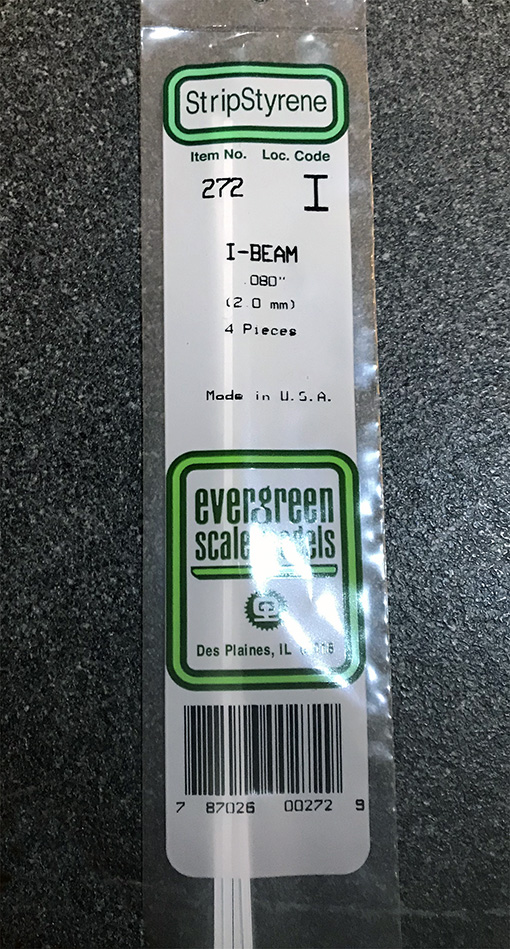 StripStyrene
Item No. Loc. Code
272 I
I-BEAM
.080"
(2.0 mm)
4 Pieces
Made in U.S.A.
evergreen
scale models
Des Plaines, IL
7 87026 00272 9